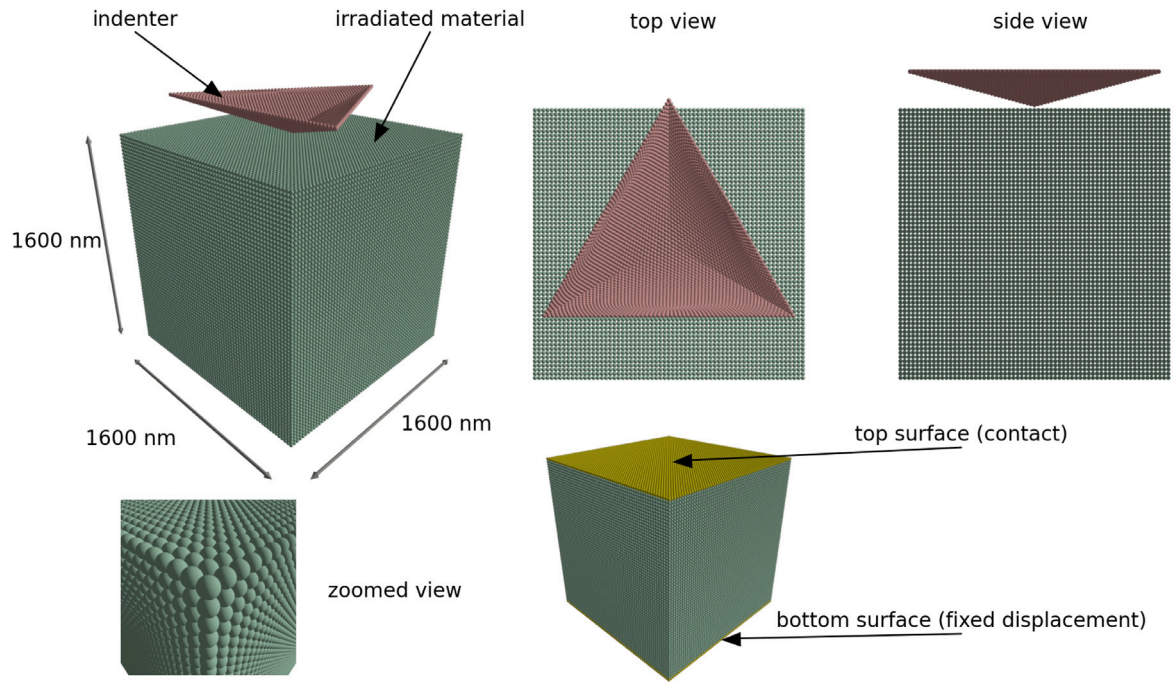 indenter
irradiated material
top view
side view
1600 nm
1600 nm
1600 nm
top surface (contact)
zoomed view
bottom surface (fixed displacement)